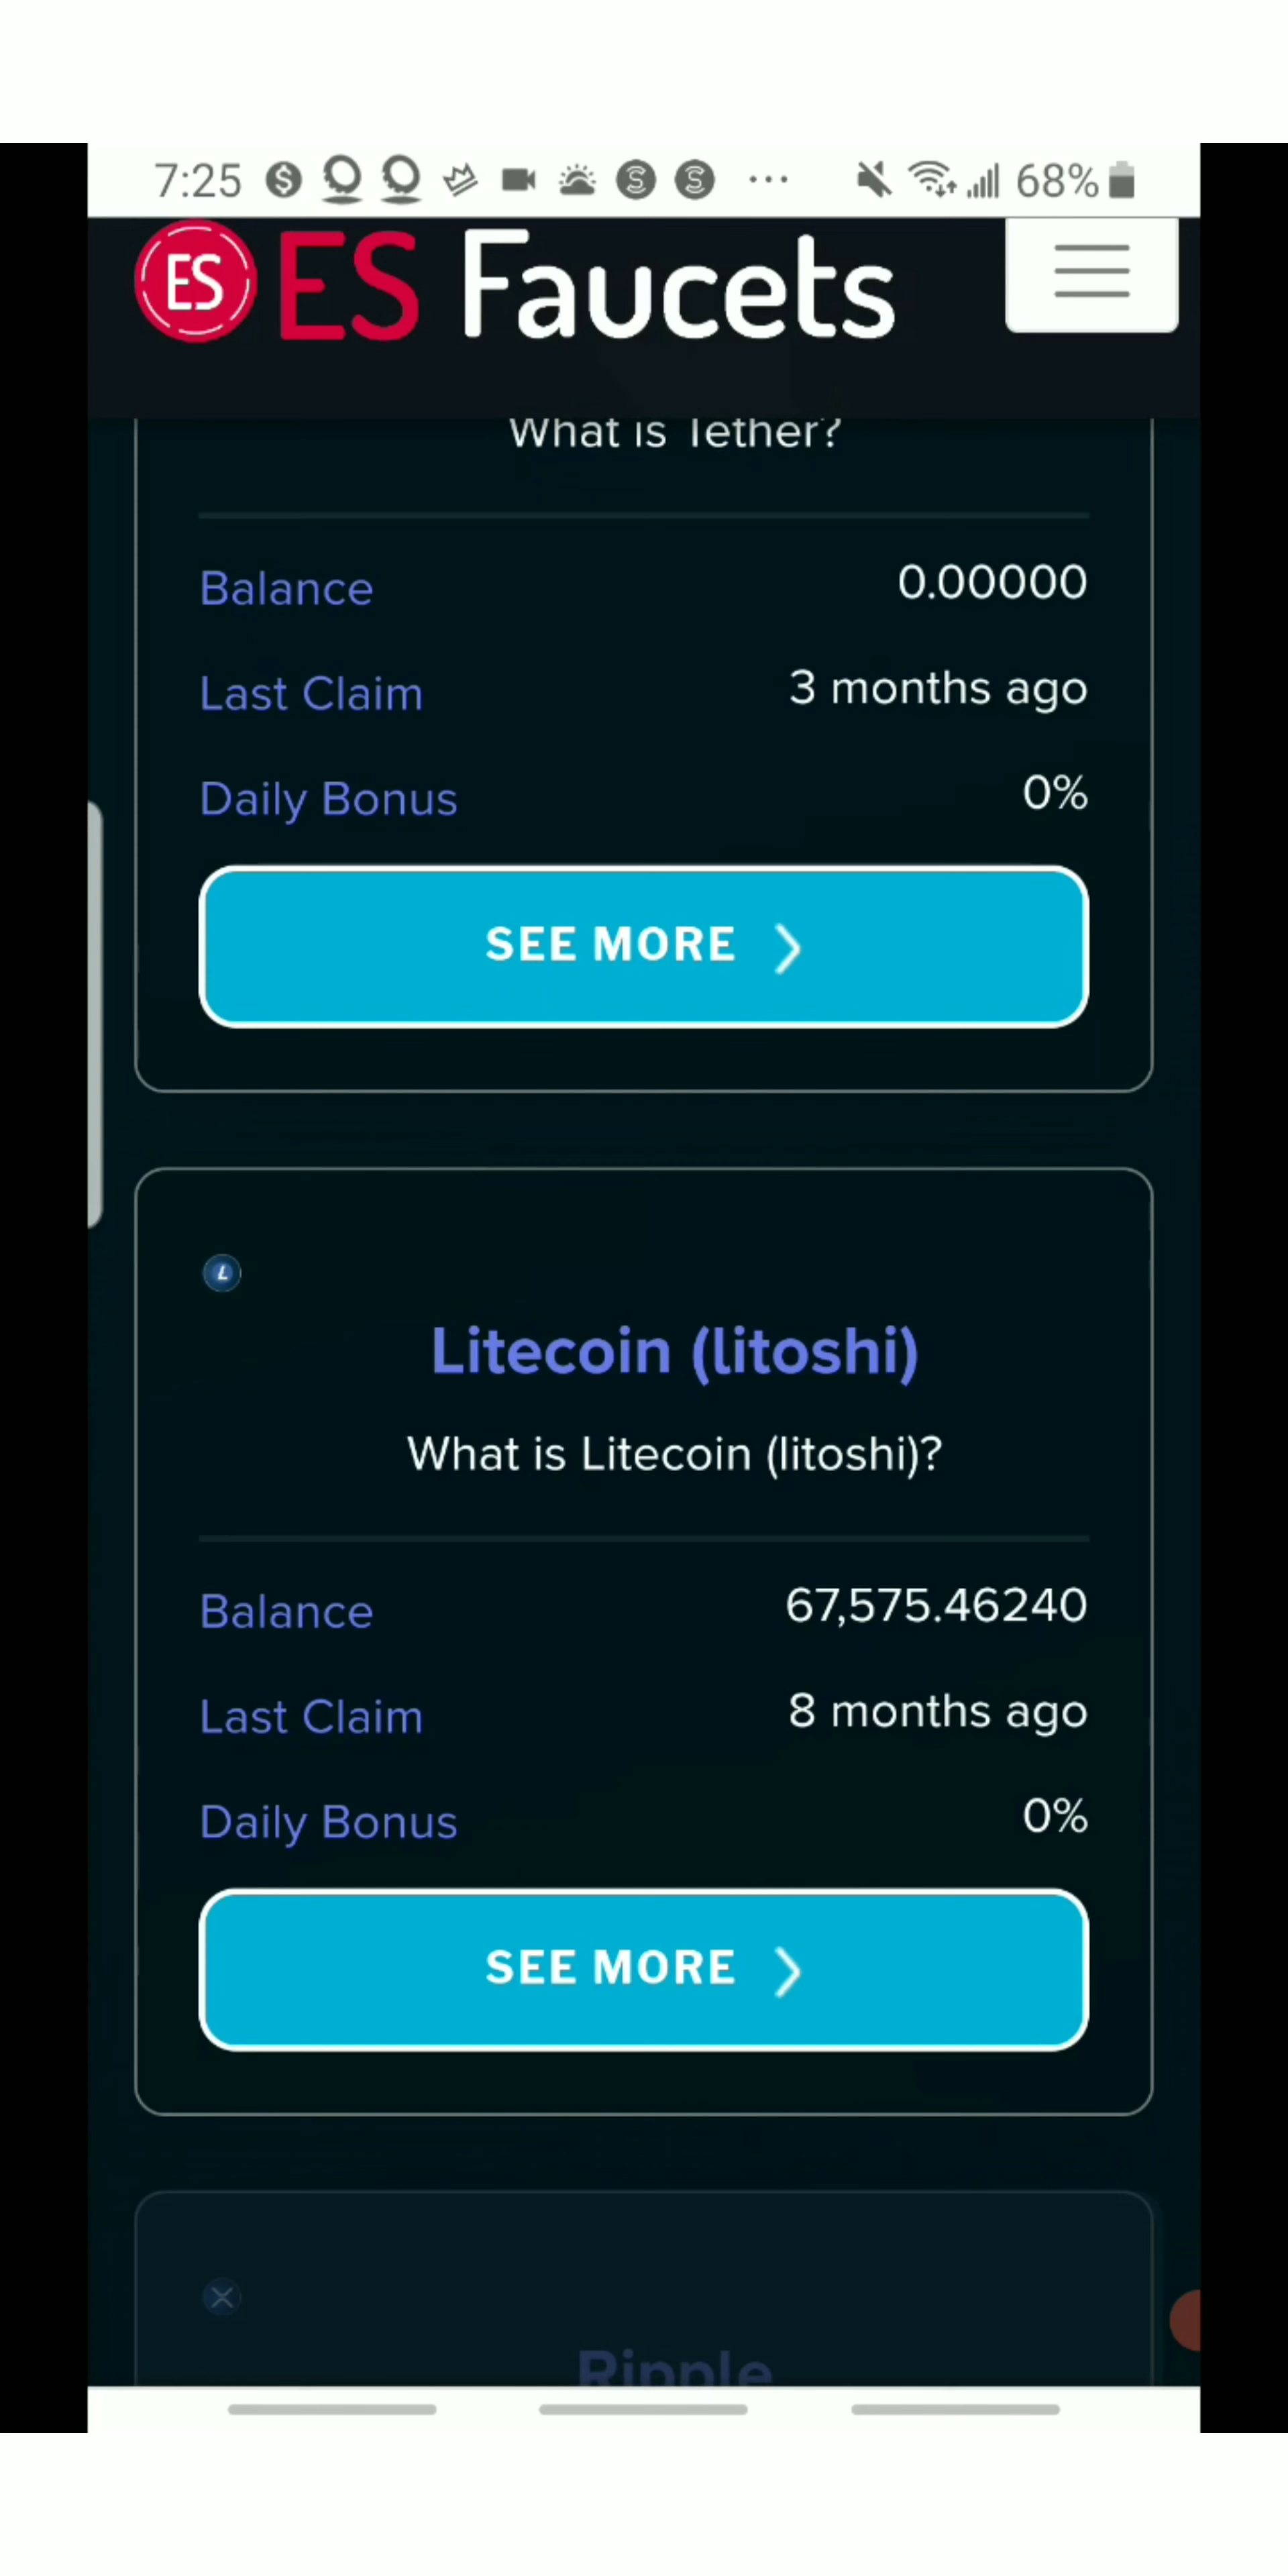 7:25 68%
ES ES Faucets
What is Tether?
Balance 0.00000
Last Claim 3 months ago
Daily Bonus 0%
SEE MORE
Litecoin (litoshi)
What is Litecoin (litoshi)?
Balance 67,575.46240
Last Claim 8 months ago
Daily Bonus 0%
SEE MORE
Ripple